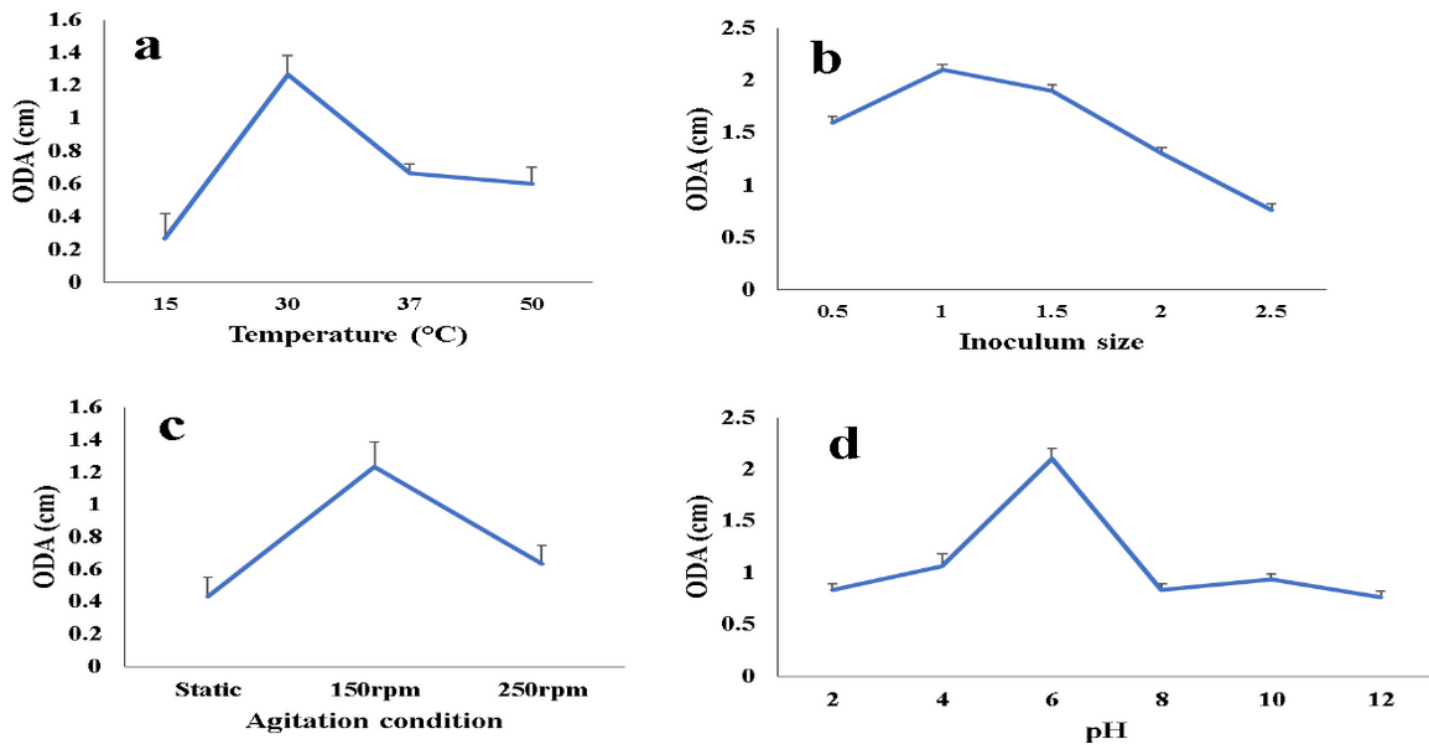 a
ODA (cm)
1.6
1.4
1.2
1
0.8
0.6
0.4
0.2
0
15 30 37 50
Temperature (°C)
b
ODA (cm)
2.5
2
1.5
1
0.5
0
0.5 1 1.5 2 2.5
Inoculum size
c
ODA (cm)
1.6
1.4
1.2
1
0.8
0.6
0.4
0.2
0
Static 150rpm 250rpm
Agitation condition
d
ODA (cm)
2.5
2
1.5
1
0.5
0
2 4 6 8 10 12
pH